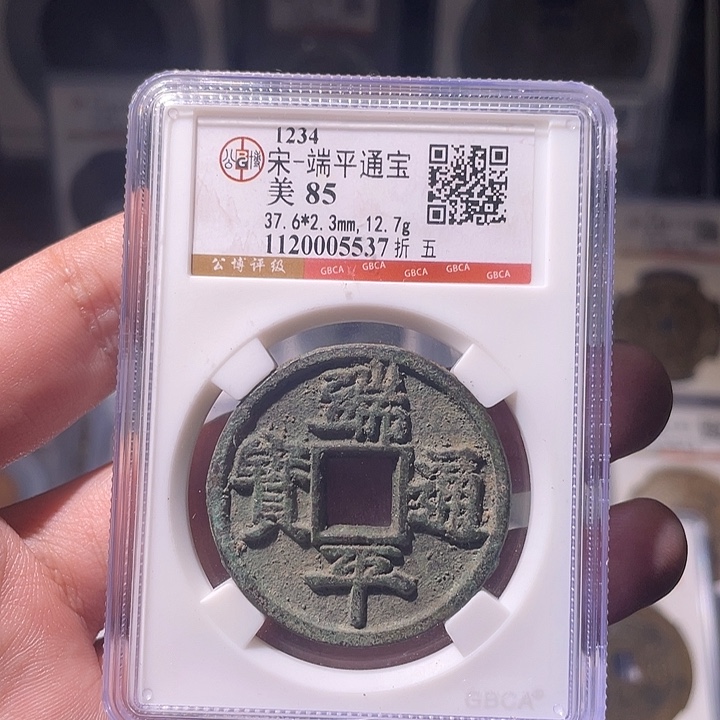 1234
宋-端平通宝
美 85
37.6*2.3mm,12.7g
1120005537 折 五
公博评级 GBCA GBCA GBCA GBCA GBCA
端
寶 通
平
GBCA®